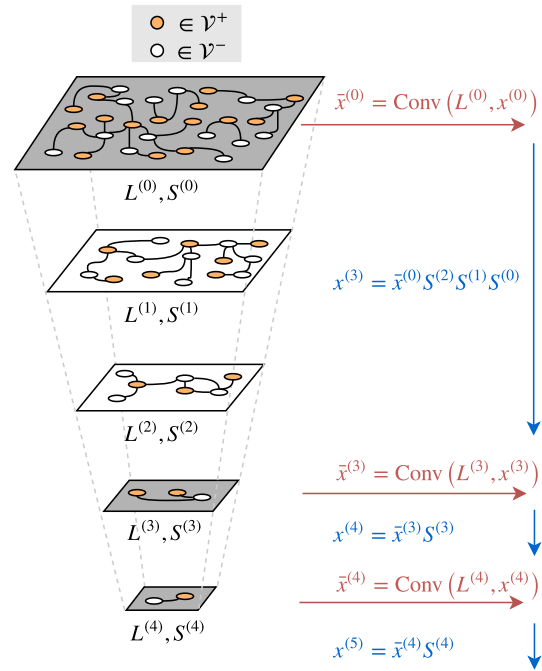 ∈ 𝒱⁺
∈ 𝒱⁻
x̄⁽⁰⁾ = Conv (L⁽⁰⁾, x⁽⁰⁾)
L⁽⁰⁾, S⁽⁰⁾
x⁽³⁾ = x̄⁽⁰⁾S⁽²⁾S⁽¹⁾S⁽⁰⁾
L⁽¹⁾, S⁽¹⁾
L⁽²⁾, S⁽²⁾
x̄⁽³⁾ = Conv (L⁽³⁾, x⁽³⁾)
L⁽³⁾, S⁽³⁾
x⁽⁴⁾ = x̄⁽³⁾S⁽³⁾
x̄⁽⁴⁾ = Conv (L⁽⁴⁾, x⁽⁴⁾)
L⁽⁴⁾, S⁽⁴⁾
x⁽⁵⁾ = x̄⁽⁴⁾S⁽⁴⁾